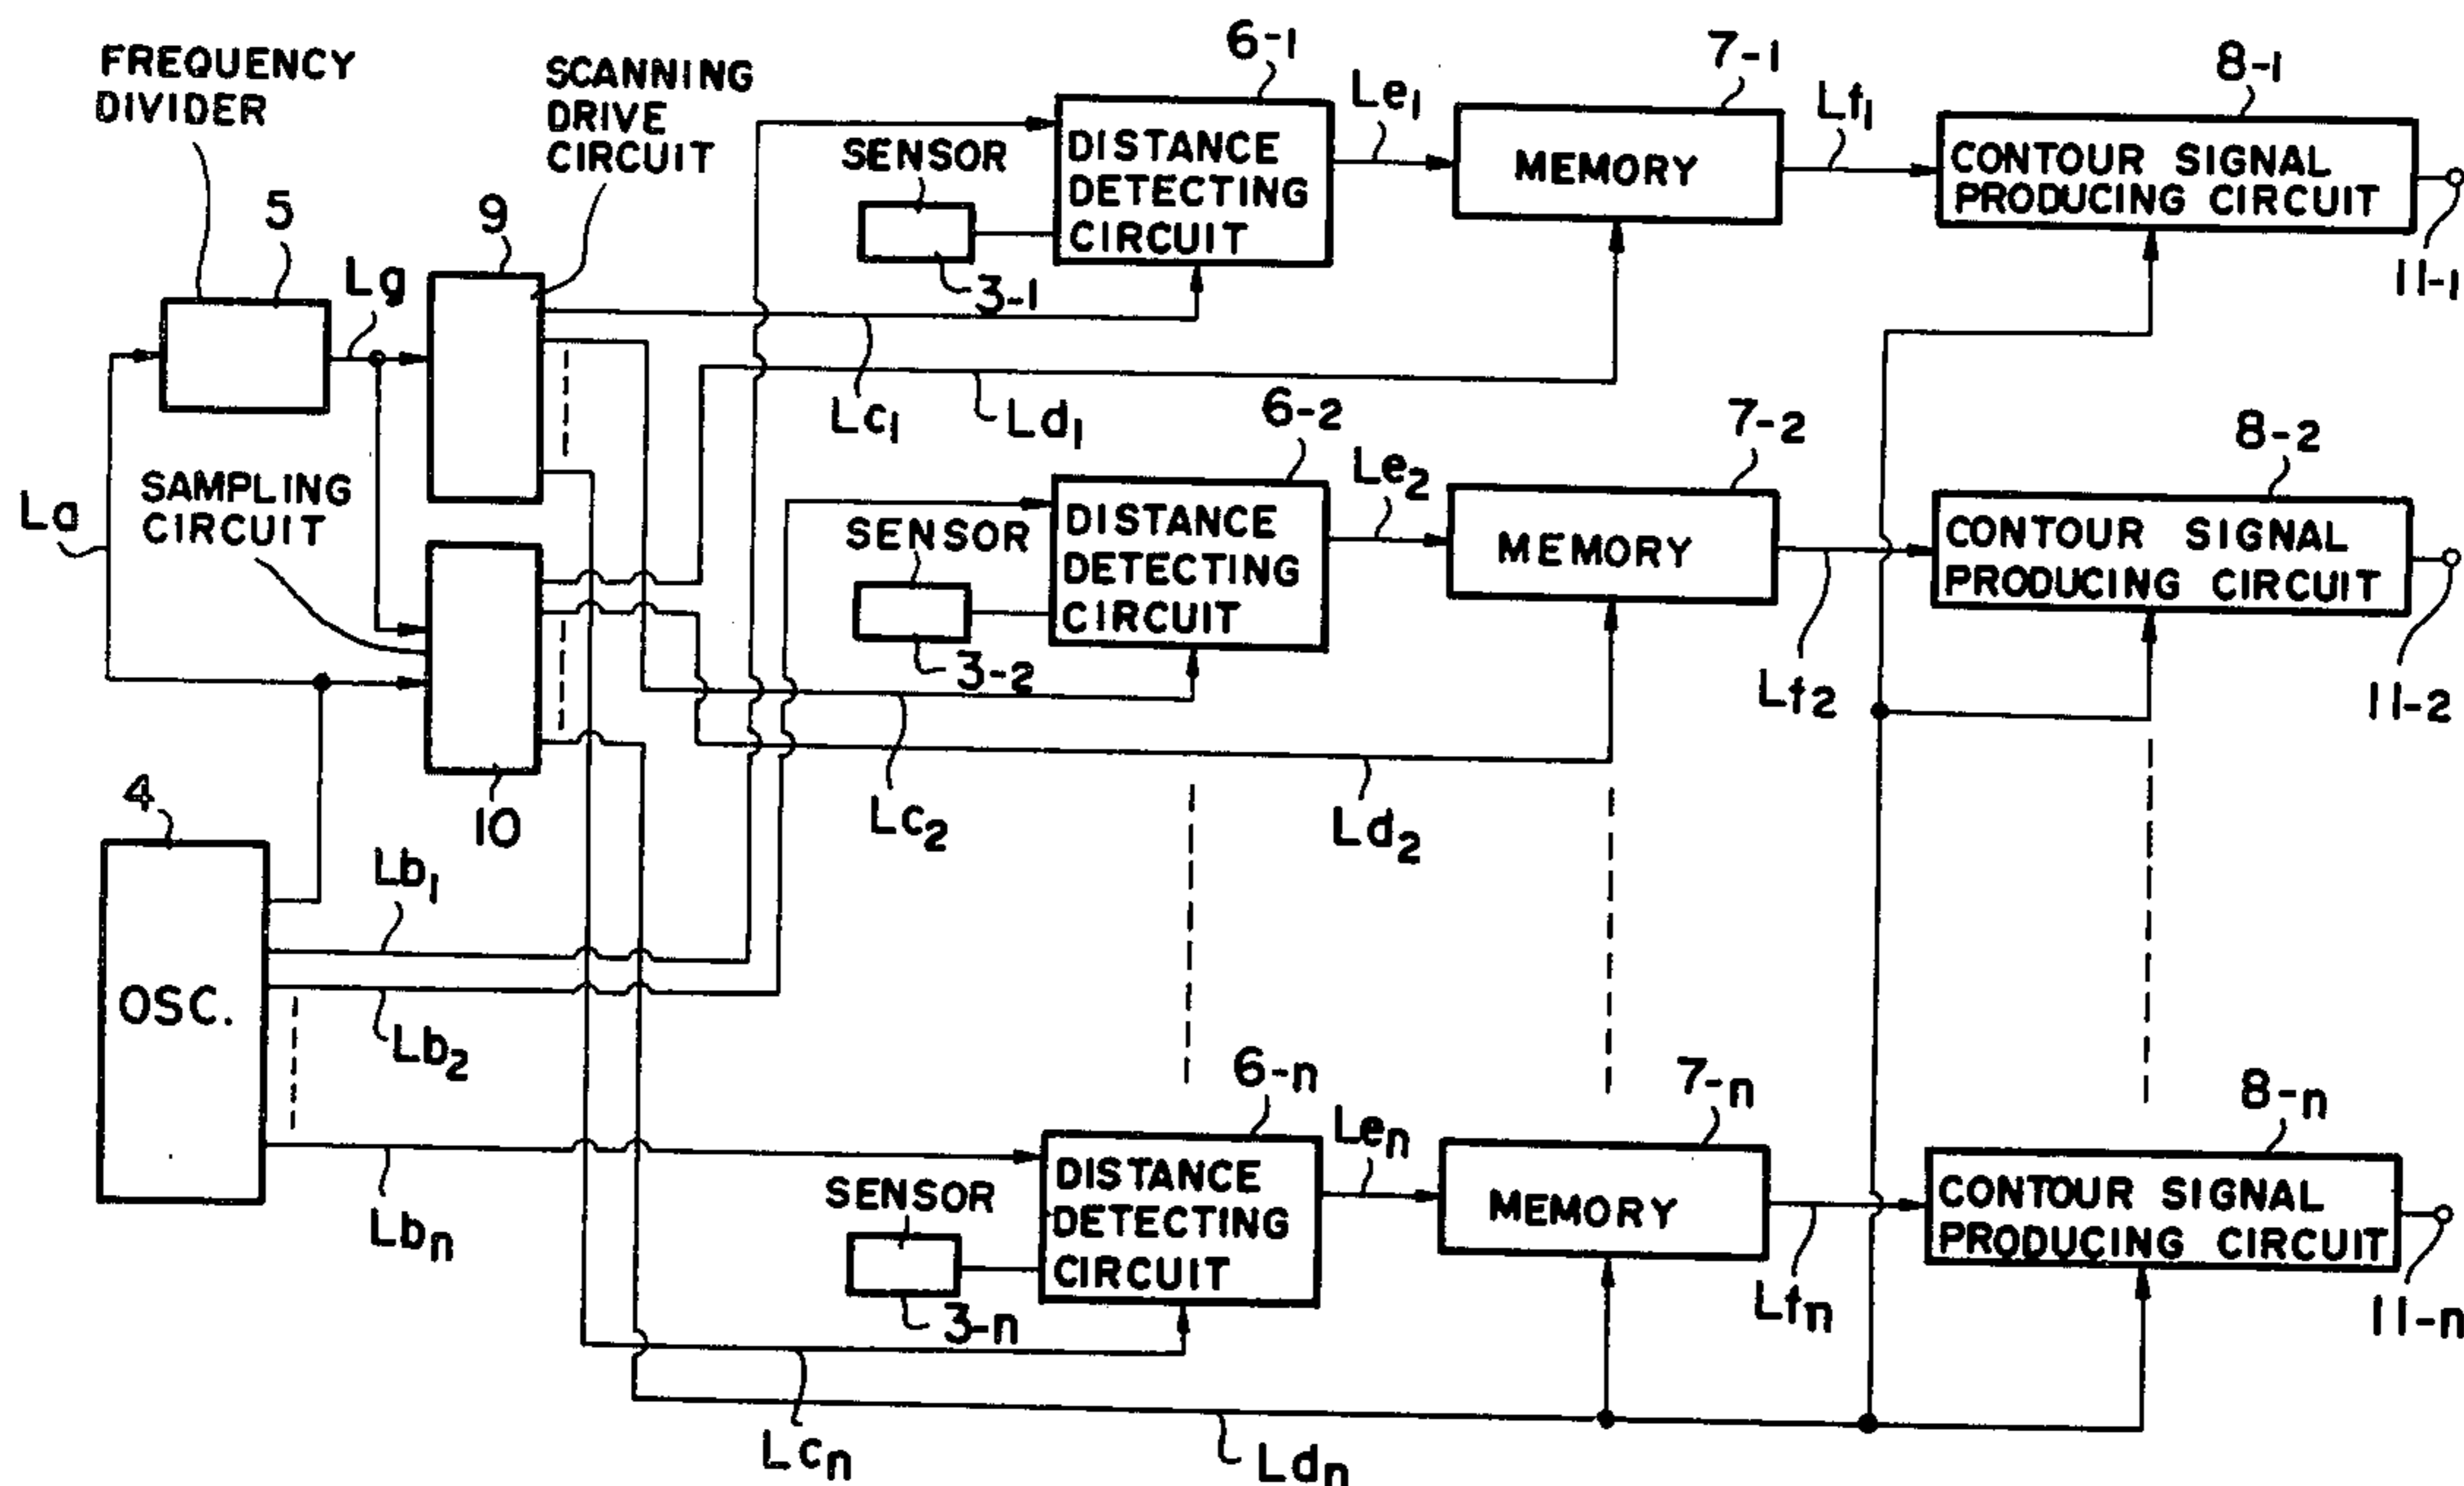 FREQUENCY
DIVIDER
SCANNING
DRIVE
CIRCUIT
5
9
Lg
La
SAMPLING
CIRCUIT
10
4
OSC.
Lb1
Lb2
Lbn
6-1
SENSOR
3-1
DISTANCE
DETECTING
CIRCUIT
Le1
7-1
MEMORY
Lf1
8-1
CONTOUR SIGNAL
PRODUCING CIRCUIT
11-1
Lc1
Ld1
6-2
SENSOR
3-2
DISTANCE
DETECTING
CIRCUIT
Le2
7-2
MEMORY
Lf2
8-2
CONTOUR SIGNAL
PRODUCING CIRCUIT
11-2
Lc2
Ld2
6-n
SENSOR
3-n
DISTANCE
DETECTING
CIRCUIT
Len
7-n
MEMORY
Lfn
8-n
CONTOUR SIGNAL
PRODUCING CIRCUIT
11-n
Lcn
Ldn